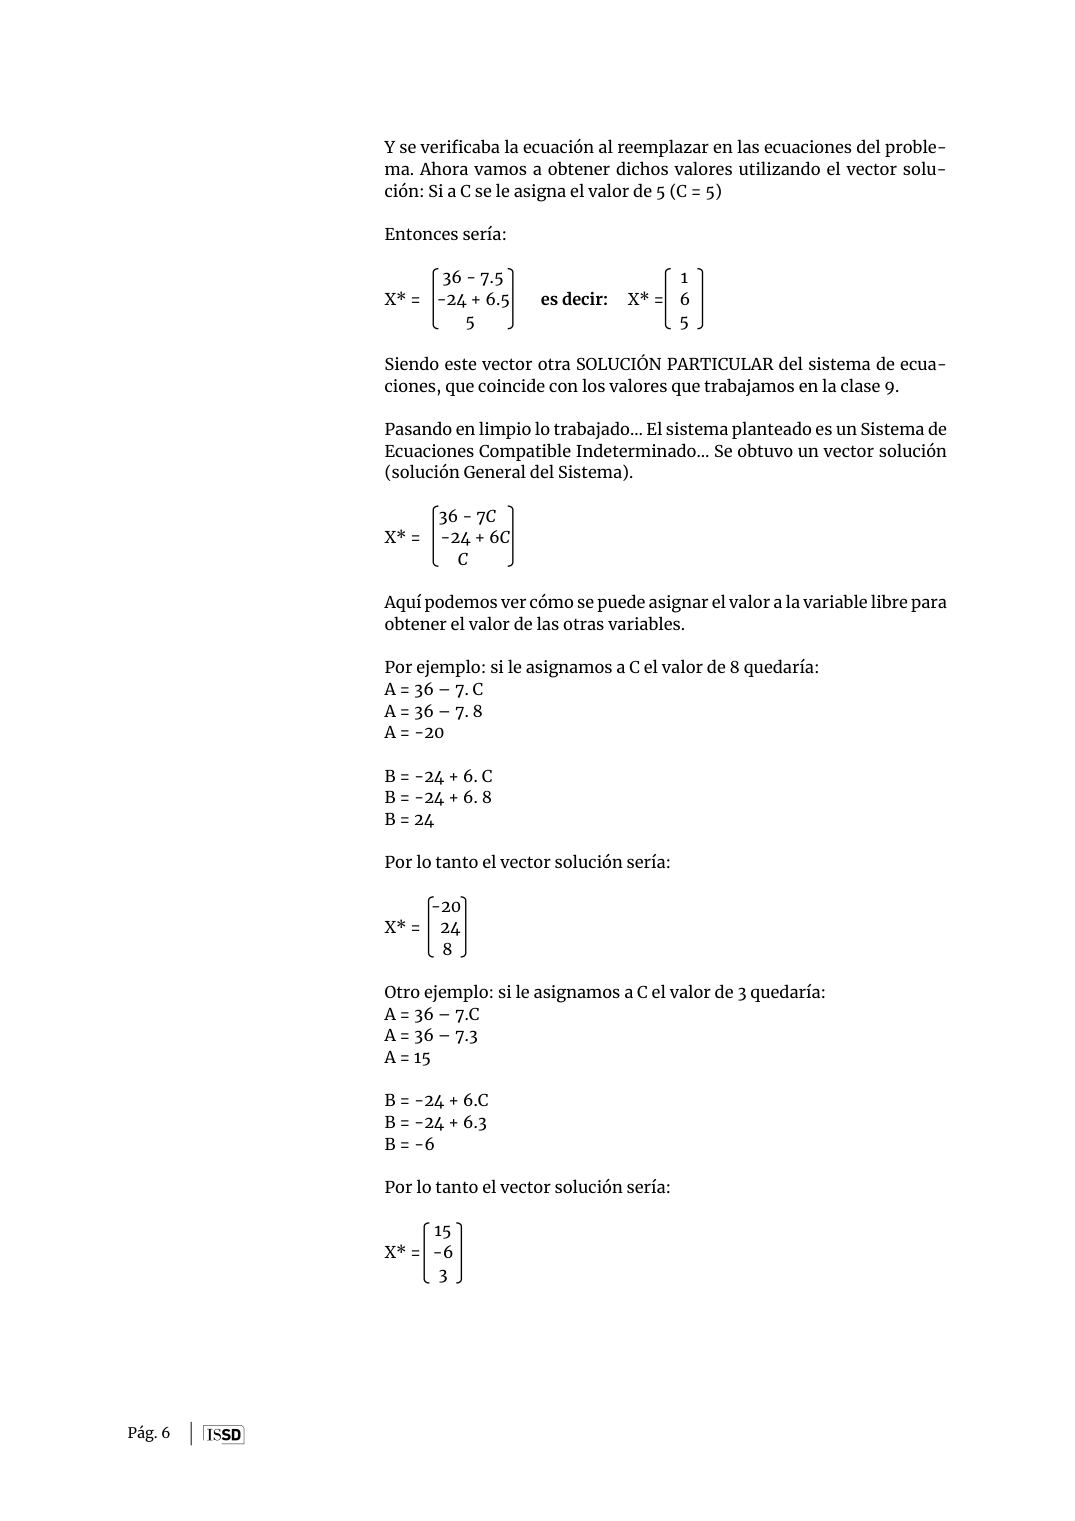 Y se verificaba la ecuación al reemplazar en las ecuaciones del proble-
ma. Ahora vamos a obtener dichos valores utilizando el vector solu-
ción: Si a C se le asigna el valor de 5 (C = 5)
Entonces sería:
36 - 7.5
X* = -24 + 6.5
5
es decir:
1
X* = 6
5
Siendo este vector otra SOLUCIÓN PARTICULAR del sistema de ecua-
ciones, que coincide con los valores que trabajamos en la clase 9.
Pasando en limpio lo trabajado... El sistema planteado es un Sistema de
Ecuaciones Compatible Indeterminado... Se obtuvo un vector solución
(solución General del Sistema).
36 - 7C
X* = -24 + 6C
C
Aquí podemos ver cómo se puede asignar el valor a la variable libre para
obtener el valor de las otras variables.
Por ejemplo: si le asignamos a C el valor de 8 quedaría:
A = 36 – 7. C
A = 36 – 7. 8
A = -20
B = -24 + 6. C
B = -24 + 6. 8
B = 24
Por lo tanto el vector solución sería:
-20
X* = 24
8
Otro ejemplo: si le asignamos a C el valor de 3 quedaría:
A = 36 – 7.C
A = 36 – 7.3
A = 15
B = -24 + 6.C
B = -24 + 6.3
B = -6
Por lo tanto el vector solución sería:
15
X* = -6
3
Pág. 6
ISSD